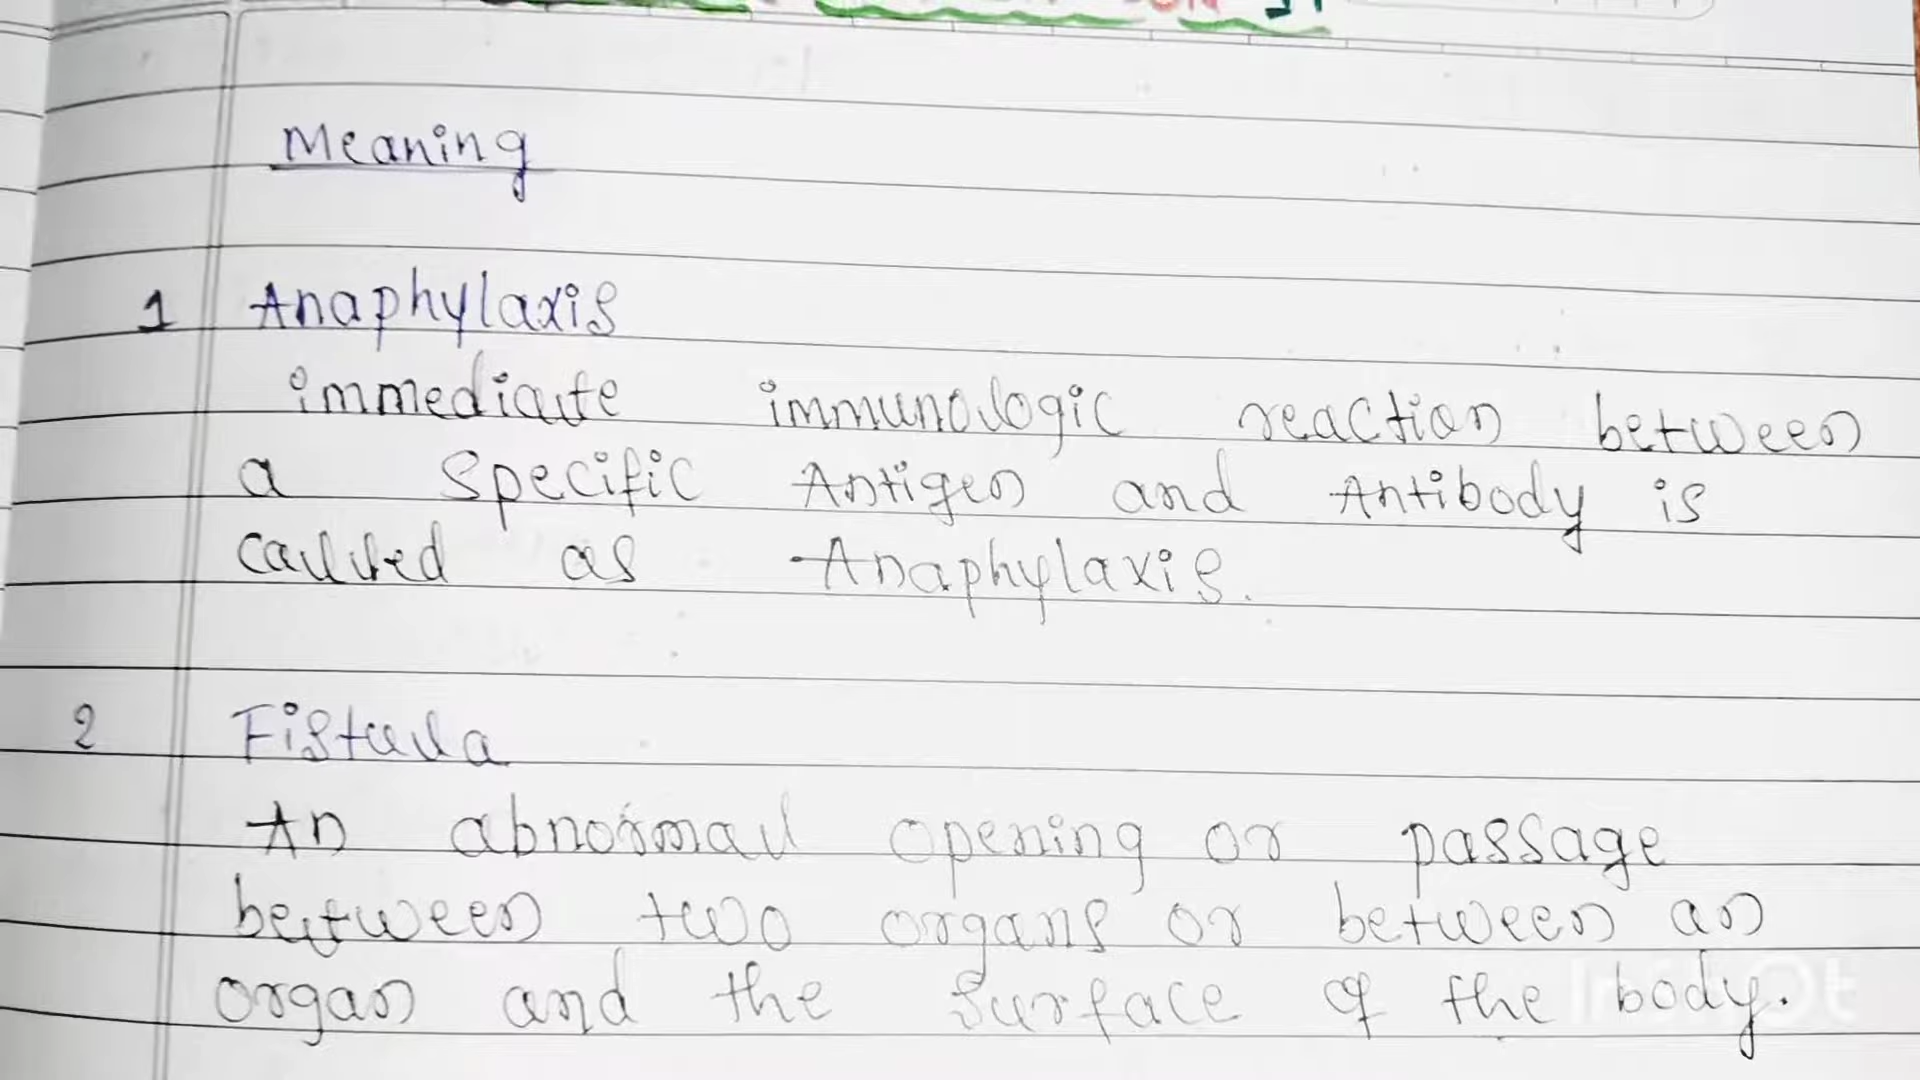 Meaning
1 Anaphylaxis
immediate immunologic reaction between
a specific Antigen and Antibody is
called as Anaphylaxis.
2 Fistula
An abnormal opening or passage
between two organs or between an
organ and the surface of the body.